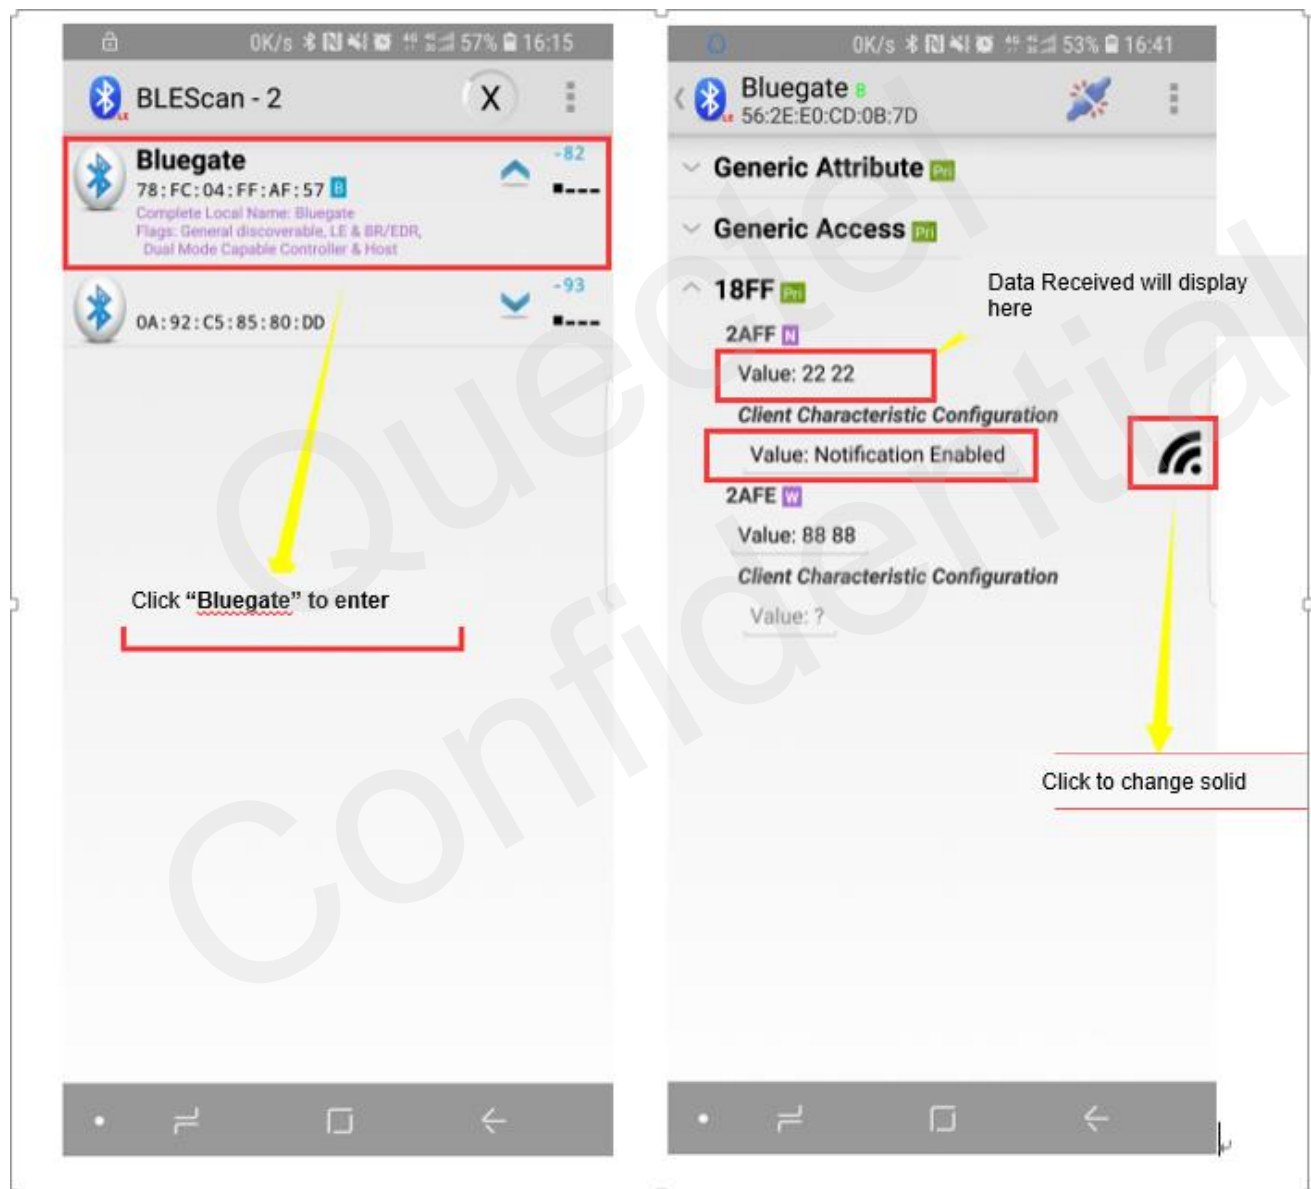 0K/s 57% 16:15
BLEScan - 2
X
Bluegate
-82
78:FC:04:FF:AF:57 B
Complete Local Name: Bluegate
Flags: General discoverable, LE & BR/EDR,
Dual Mode Capable Controller & Host
-93
0A:92:C5:85:80:DD
Click “Bluegate” to enter
0K/s 53% 16:41
Bluegate B
56:2E:E0:CD:0B:7D
Generic Attribute Pri
Generic Access Pri
18FF Pri
Data Received will display
here
2AFF N
Value: 22 22
Client Characteristic Configuration
Value: Notification Enabled
2AFE W
Value: 88 88
Client Characteristic Configuration
Value: ?
Click to change solid
Quectel
Confidential